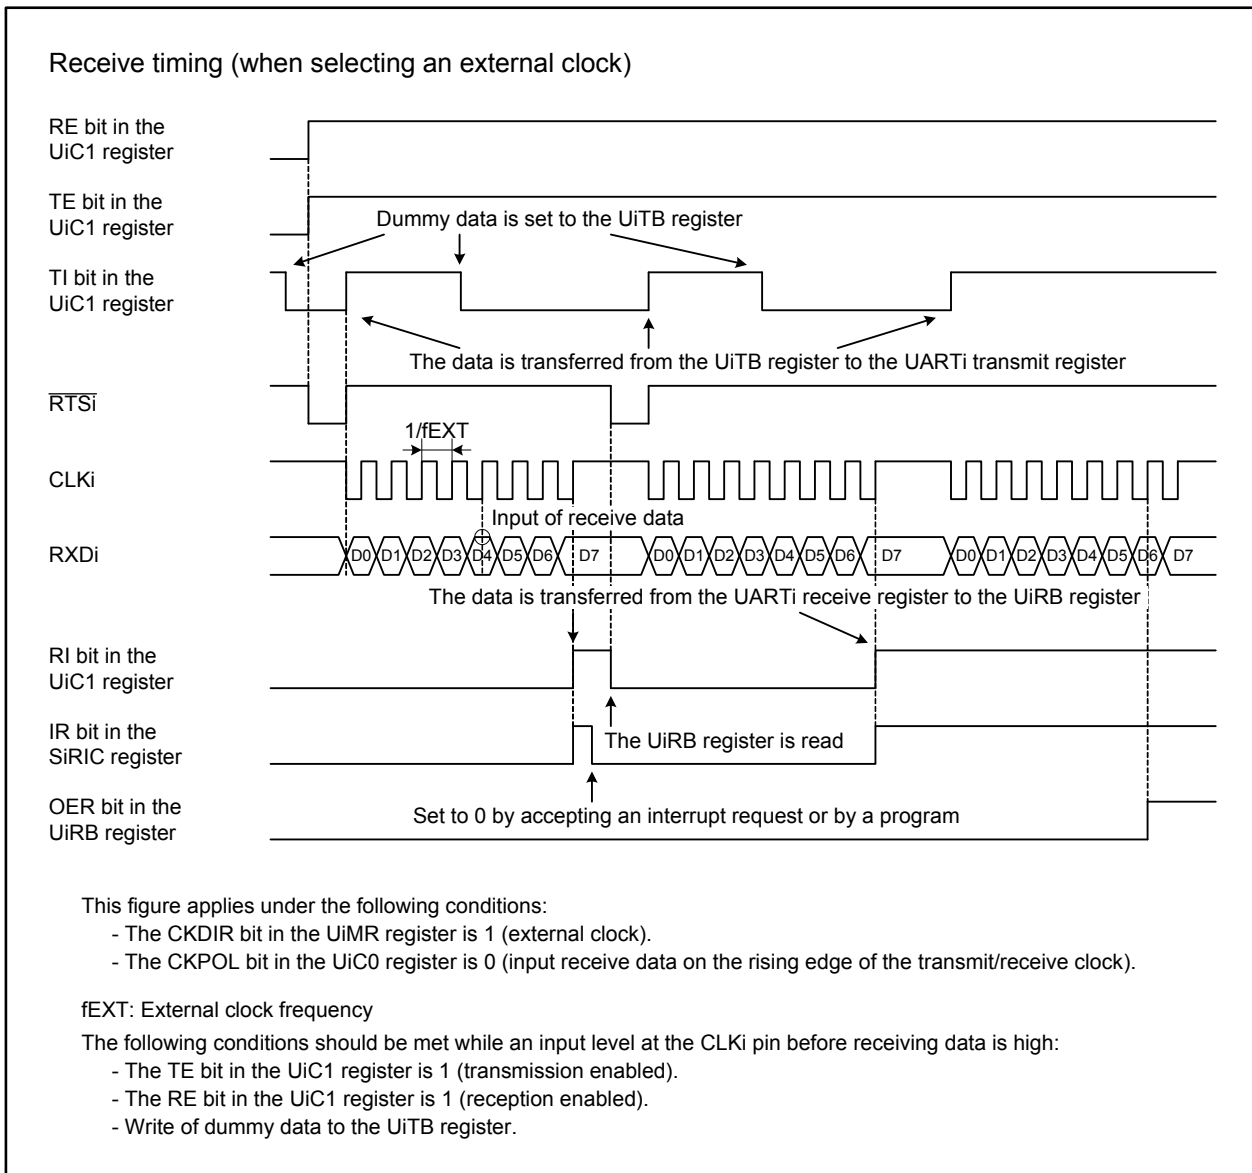 Receive timing (when selecting an external clock)
RE bit in the
UiC1 register
TE bit in the
UiC1 register
Dummy data is set to the UiTB register
TI bit in the
UiC1 register
The data is transferred from the UiTB register to the UARTi transmit register
RTSi
1/fEXT
CLKi
Input of receive data
RXDi
D0 D1 D2 D3 D4 D5 D6 D7 D0 D1 D2 D3 D4 D5 D6 D7 D0 D1 D2 D3 D4 D5 D6 D7
The data is transferred from the UARTi receive register to the UiRB register
RI bit in the
UiC1 register
The UiRB register is read
IR bit in the
SiRIC register
Set to 0 by accepting an interrupt request or by a program
OER bit in the
UiRB register
This figure applies under the following conditions:
- The CKDIR bit in the UiMR register is 1 (external clock).
- The CKPOL bit in the UiC0 register is 0 (input receive data on the rising edge of the transmit/receive clock).
fEXT: External clock frequency
The following conditions should be met while an input level at the CLKi pin before receiving data is high:
- The TE bit in the UiC1 register is 1 (transmission enabled).
- The RE bit in the UiC1 register is 1 (reception enabled).
- Write of dummy data to the UiTB register.